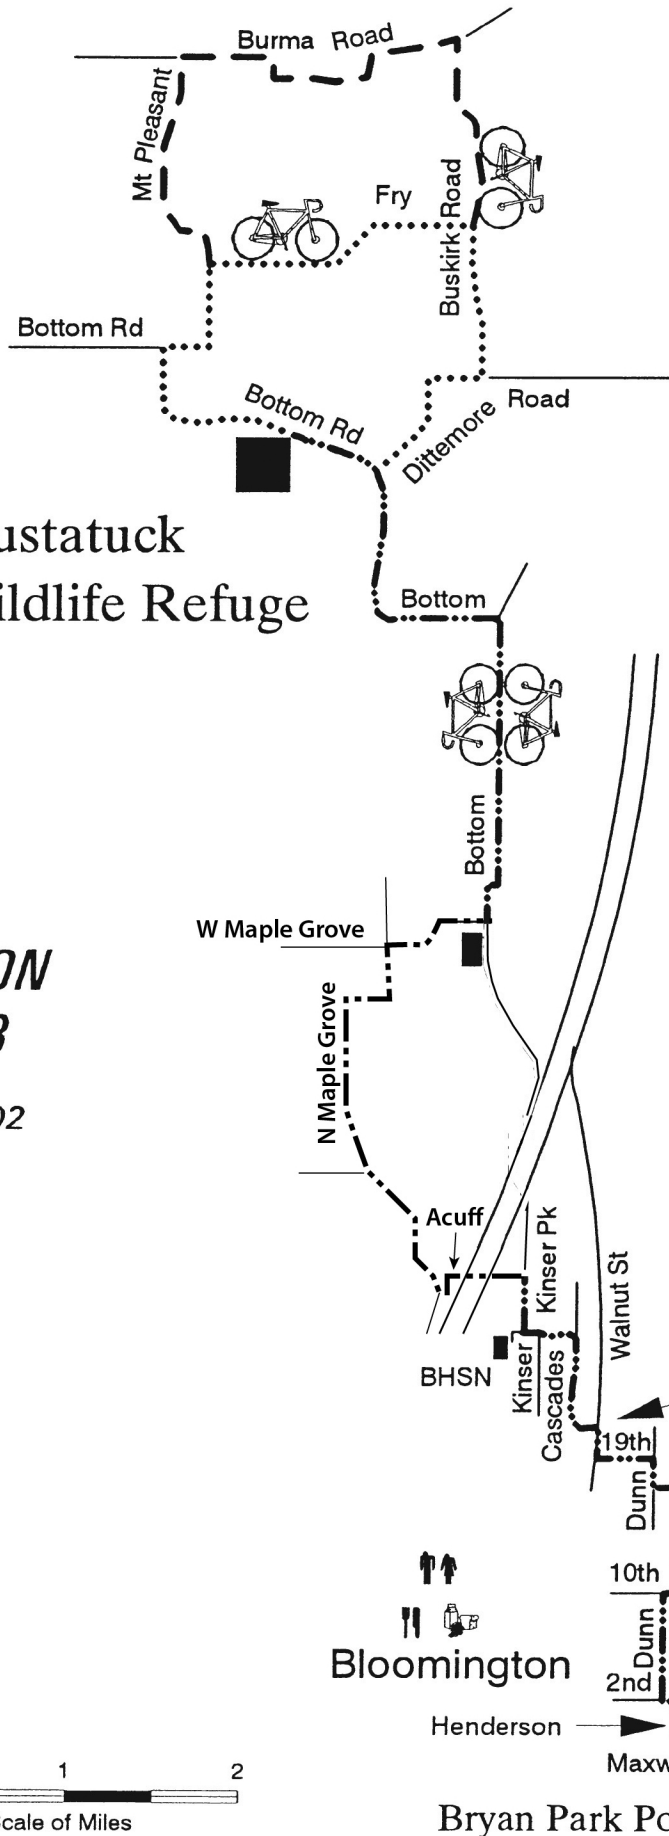 Burma Road
Mt Pleasant
Fry
Buskirk Road
Bottom Rd
Bottom Rd
Road
Dittemore
ustatuck
ildlife Refuge
Bottom
Bottom
W Maple Grove
ON
N Maple Grove
02
Acuff
Kinser Pk
Walnut St
BHSN
Kinser
Cascades
19th
Dunn
10th
Dunn
Bloomington
2nd
Henderson
Maxw
1 2
cale of Miles
Bryan Park Po